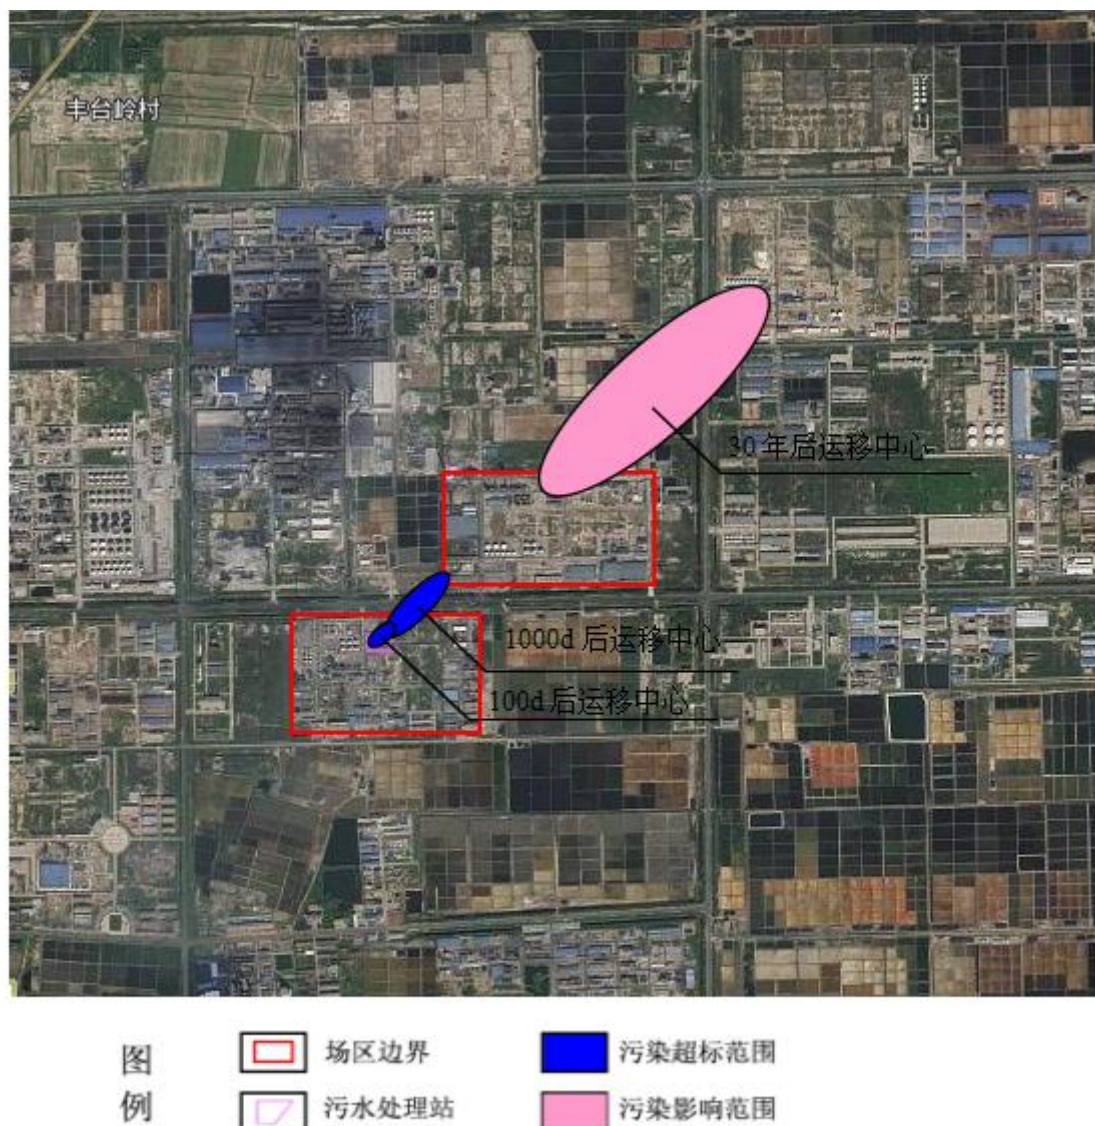 丰台岭村
30 年后运移中心
1000d 后运移中心
100d 后运移中心
图例
场区边界
污染超标范围
污水处理站
污染影响范围